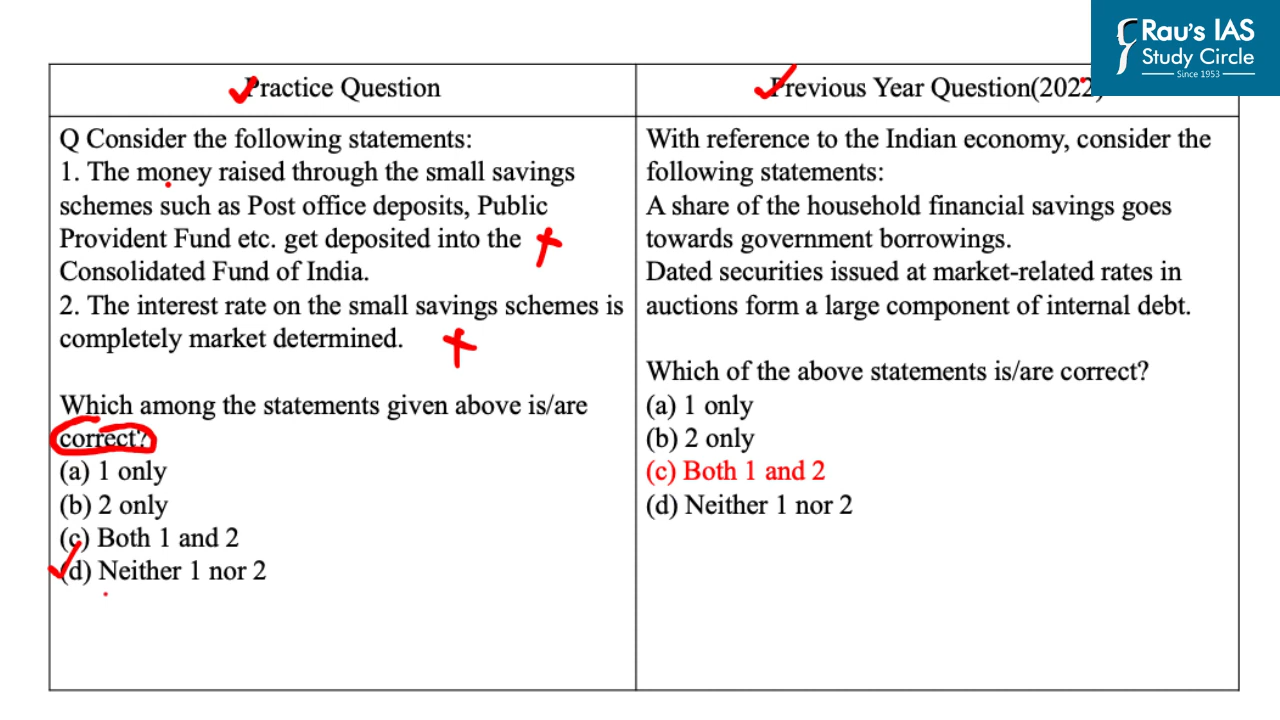 Rau's IAS
Study Circle
Since 1953
Practice Question
Previous Year Question(2022)
Q Consider the following statements:
1. The money raised through the small savings
schemes such as Post office deposits, Public
Provident Fund etc. get deposited into the
Consolidated Fund of India.
2. The interest rate on the small savings schemes is
completely market determined.
Which among the statements given above is/are
correct?
(a) 1 only
(b) 2 only
(c) Both 1 and 2
(d) Neither 1 nor 2
With reference to the Indian economy, consider the
following statements:
A share of the household financial savings goes
towards government borrowings.
Dated securities issued at market-related rates in
auctions form a large component of internal debt.
Which of the above statements is/are correct?
(a) 1 only
(b) 2 only
(c) Both 1 and 2
(d) Neither 1 nor 2